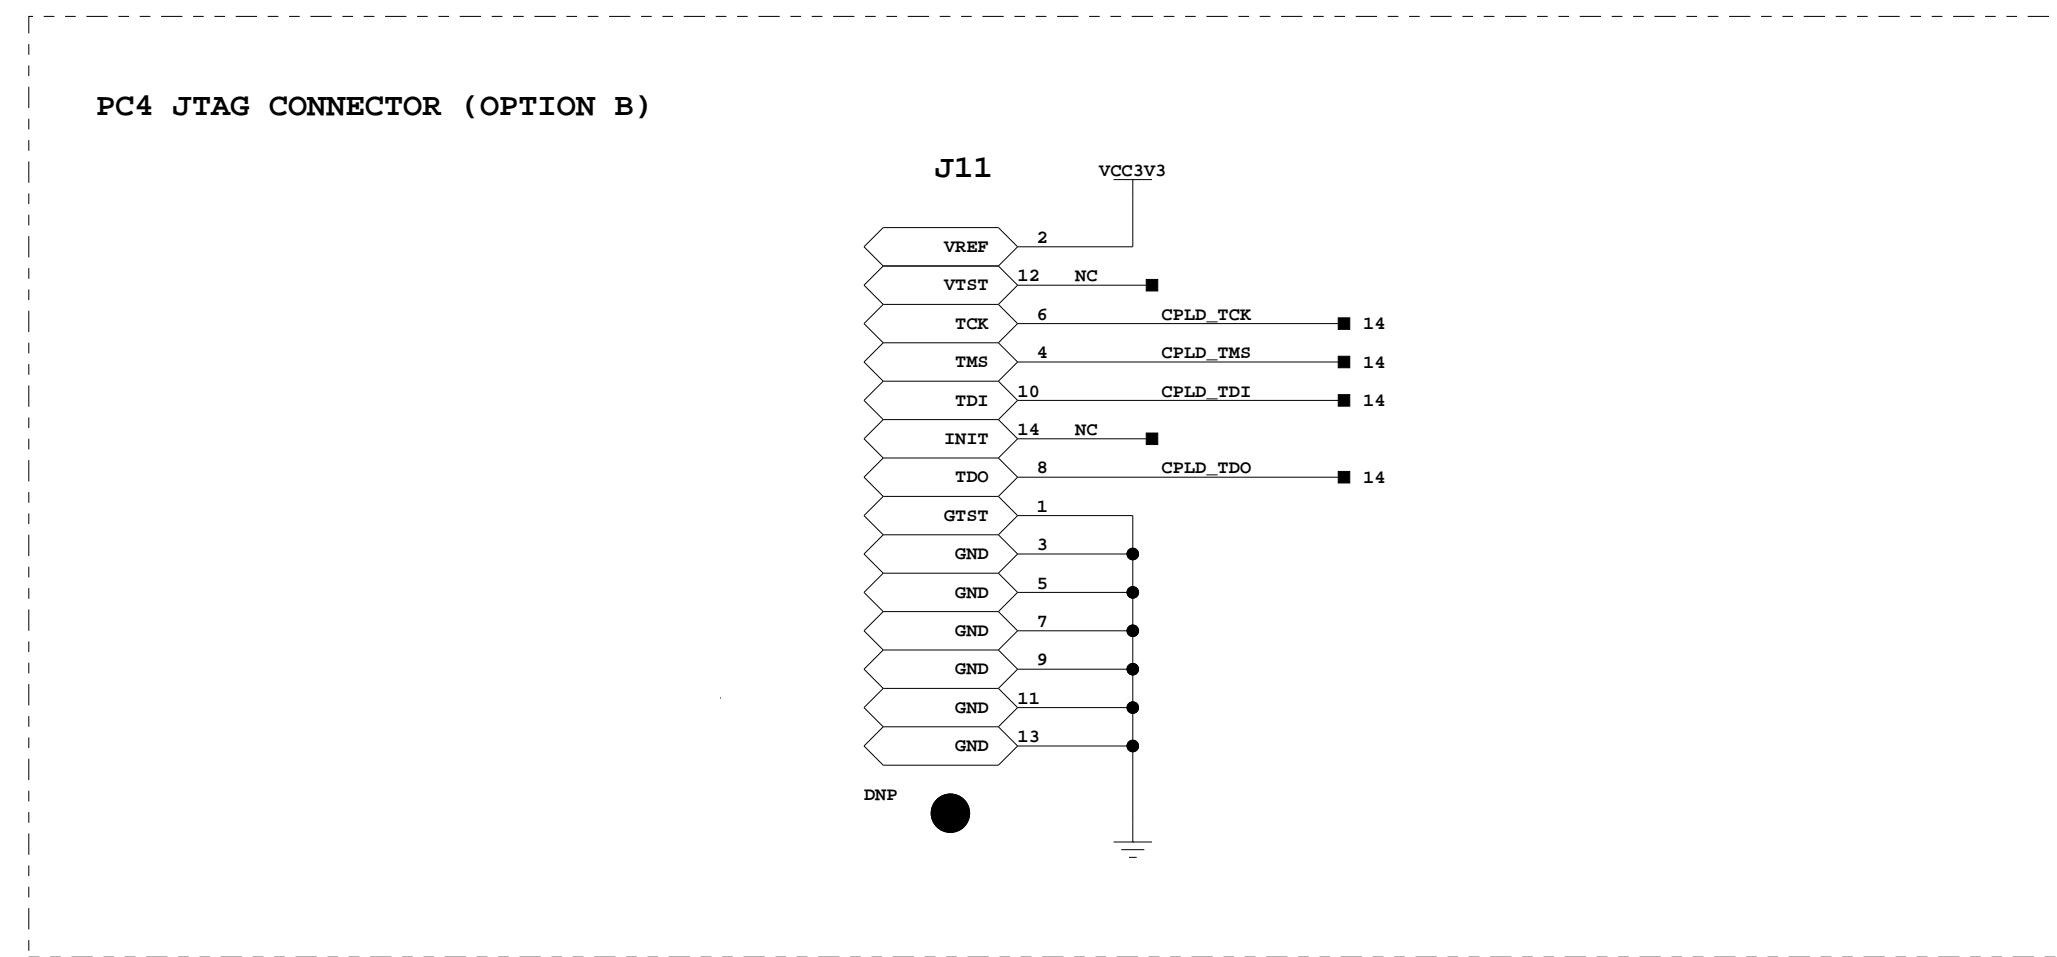 PC4 JTAG CONNECTOR (OPTION B)
J11
VCC3V3
VREF 2
VTST 12 NC
TCK 6 CPLD_TCK 14
TMS 4 CPLD_TMS 14
TDI 10 CPLD_TDI 14
INIT 14 NC
TDO 8 CPLD_TDO 14
GTST 1
GND 3
GND 5
GND 7
GND 9
GND 11
GND 13
DNP